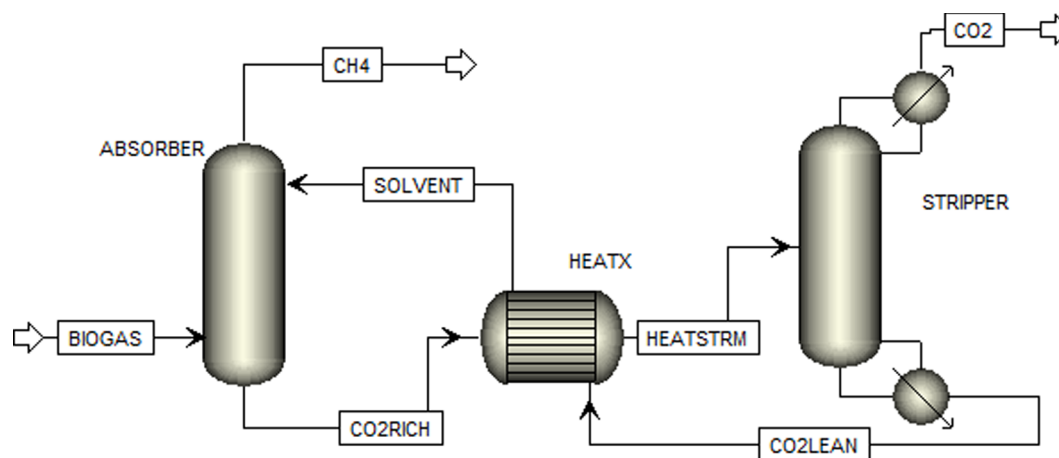 CO2
CH4
ABSORBER
SOLVENT
STRIPPER
HEATX
BIOGAS
HEATSTRM
CO2RICH
CO2LEAN